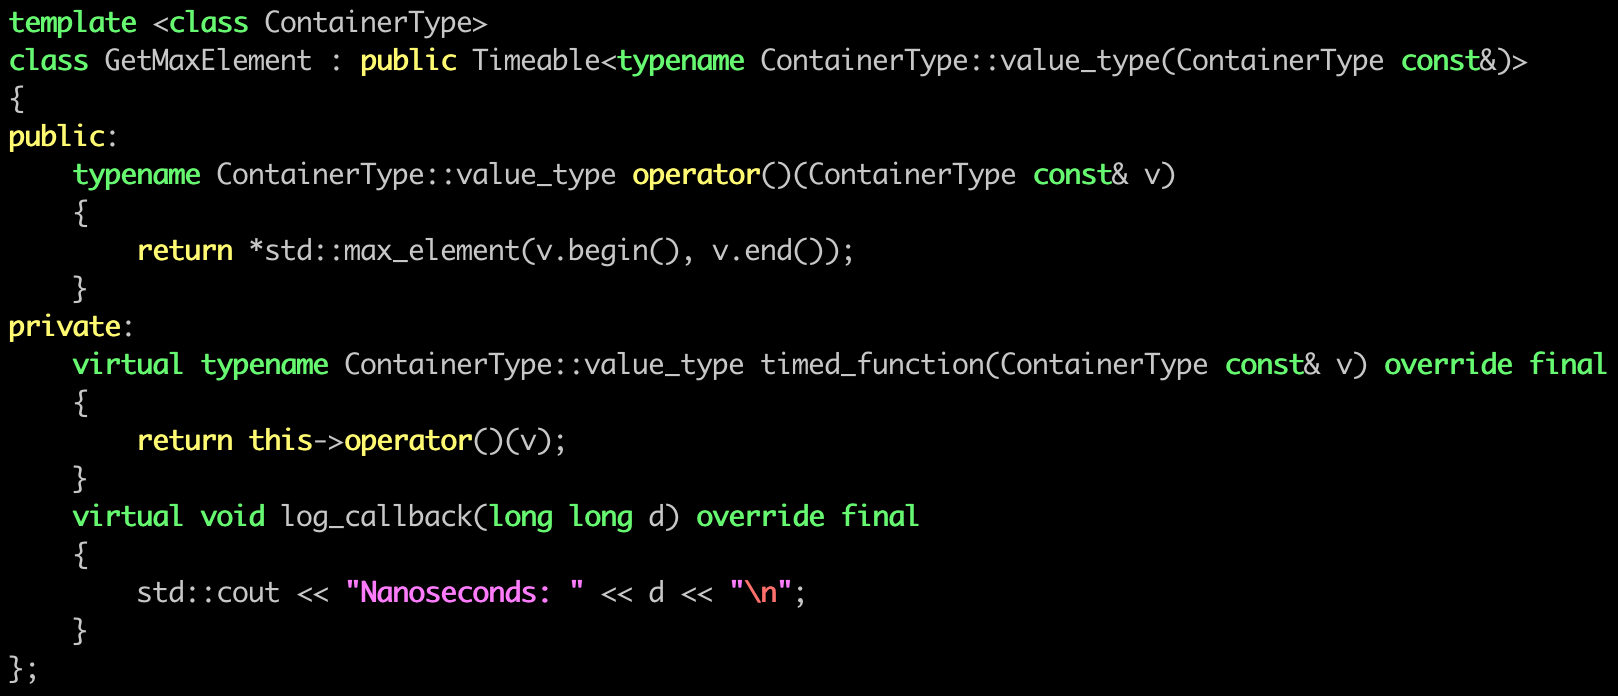 template <class ContainerType>
class GetMaxElement : public Timeable<typename ContainerType::value_type(ContainerType const&)>
{
public:
    typename ContainerType::value_type operator()(ContainerType const& v)
    {
        return *std::max_element(v.begin(), v.end());
    }
private:
    virtual typename ContainerType::value_type timed_function(ContainerType const& v) override final
    {
        return this->operator()(v);
    }
    virtual void log_callback(long long d) override final
    {
        std::cout << "Nanoseconds: " << d << "\n";
    }
};